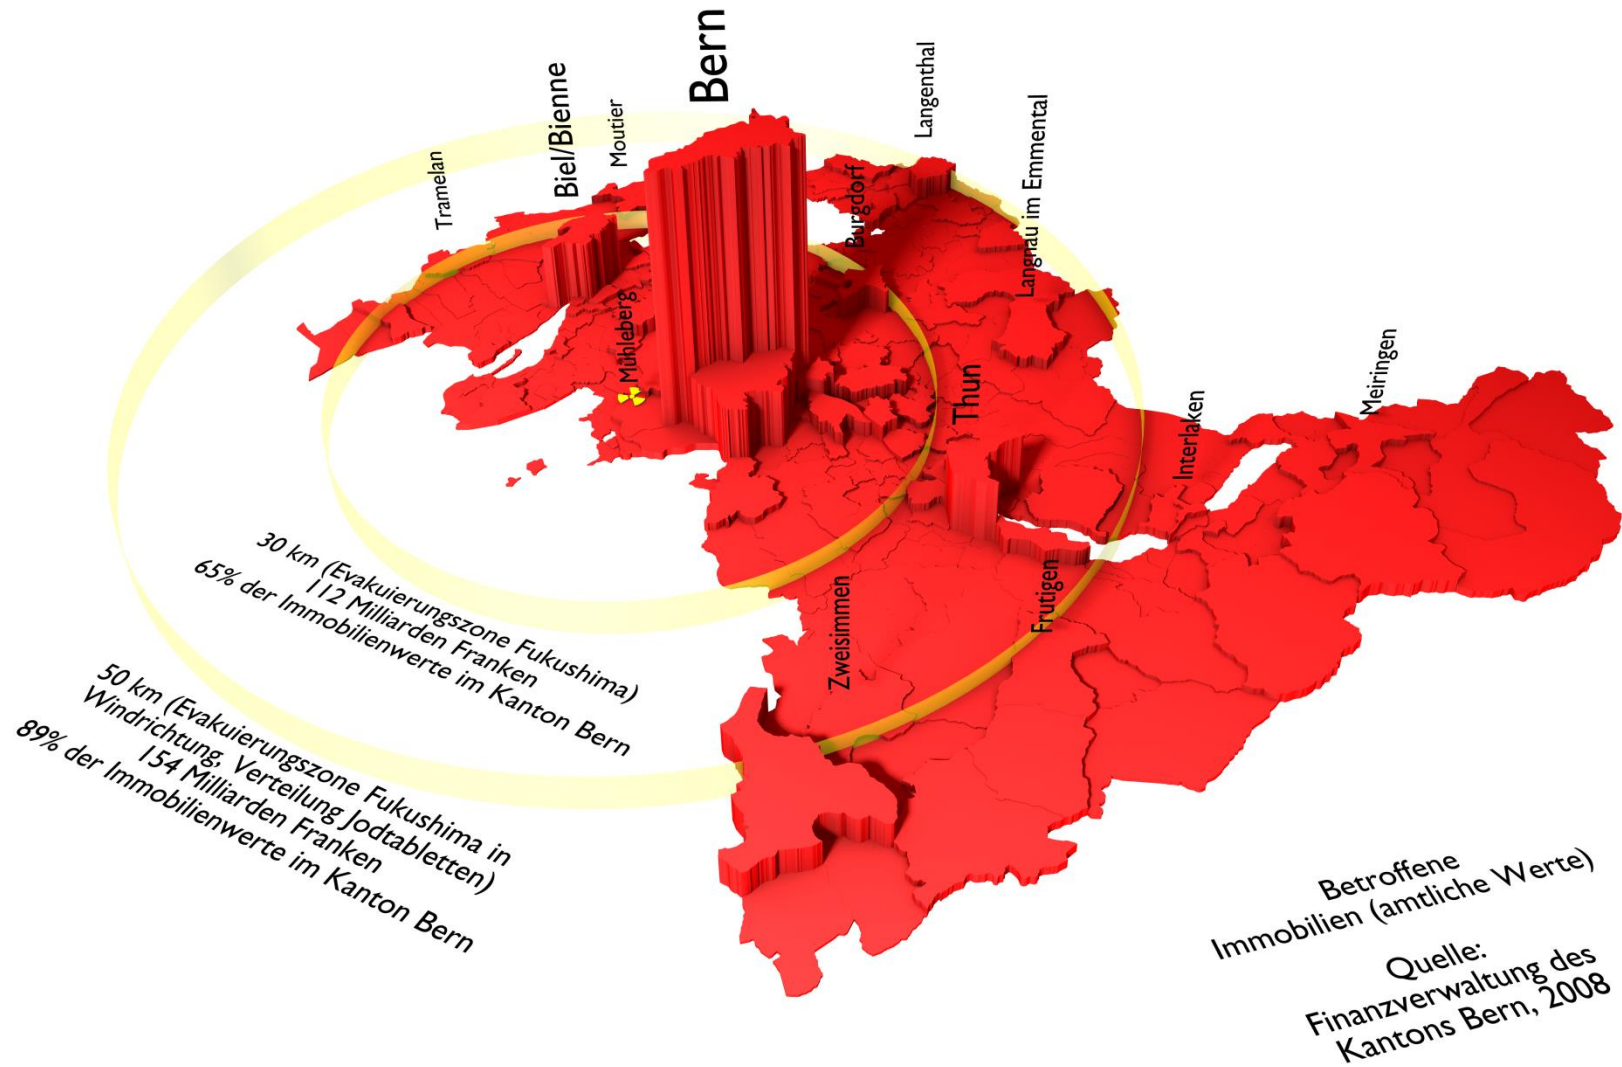 Bern
Langenthal
Biel/Bienne
Moutier
Langnau im Emmental
Tramelan
Burgdorf
Mühleberg
Thun
Meiringen
Interlaken
Zweisimmen
Frutigen
30 km (Evakuierungszone Fukushima)
112 Milliarden Franken
65% der Immobilienwerte im Kanton Bern
50 km (Evakuierungszone Fukushima in
Windrichtung, Verteilung Jodtabletten)
154 Milliarden Franken
89% der Immobilienwerte im Kanton Bern
Betroffene
Immobilien (amtliche Werte)
Quelle:
Finanzverwaltung des
Kantons Bern, 2008